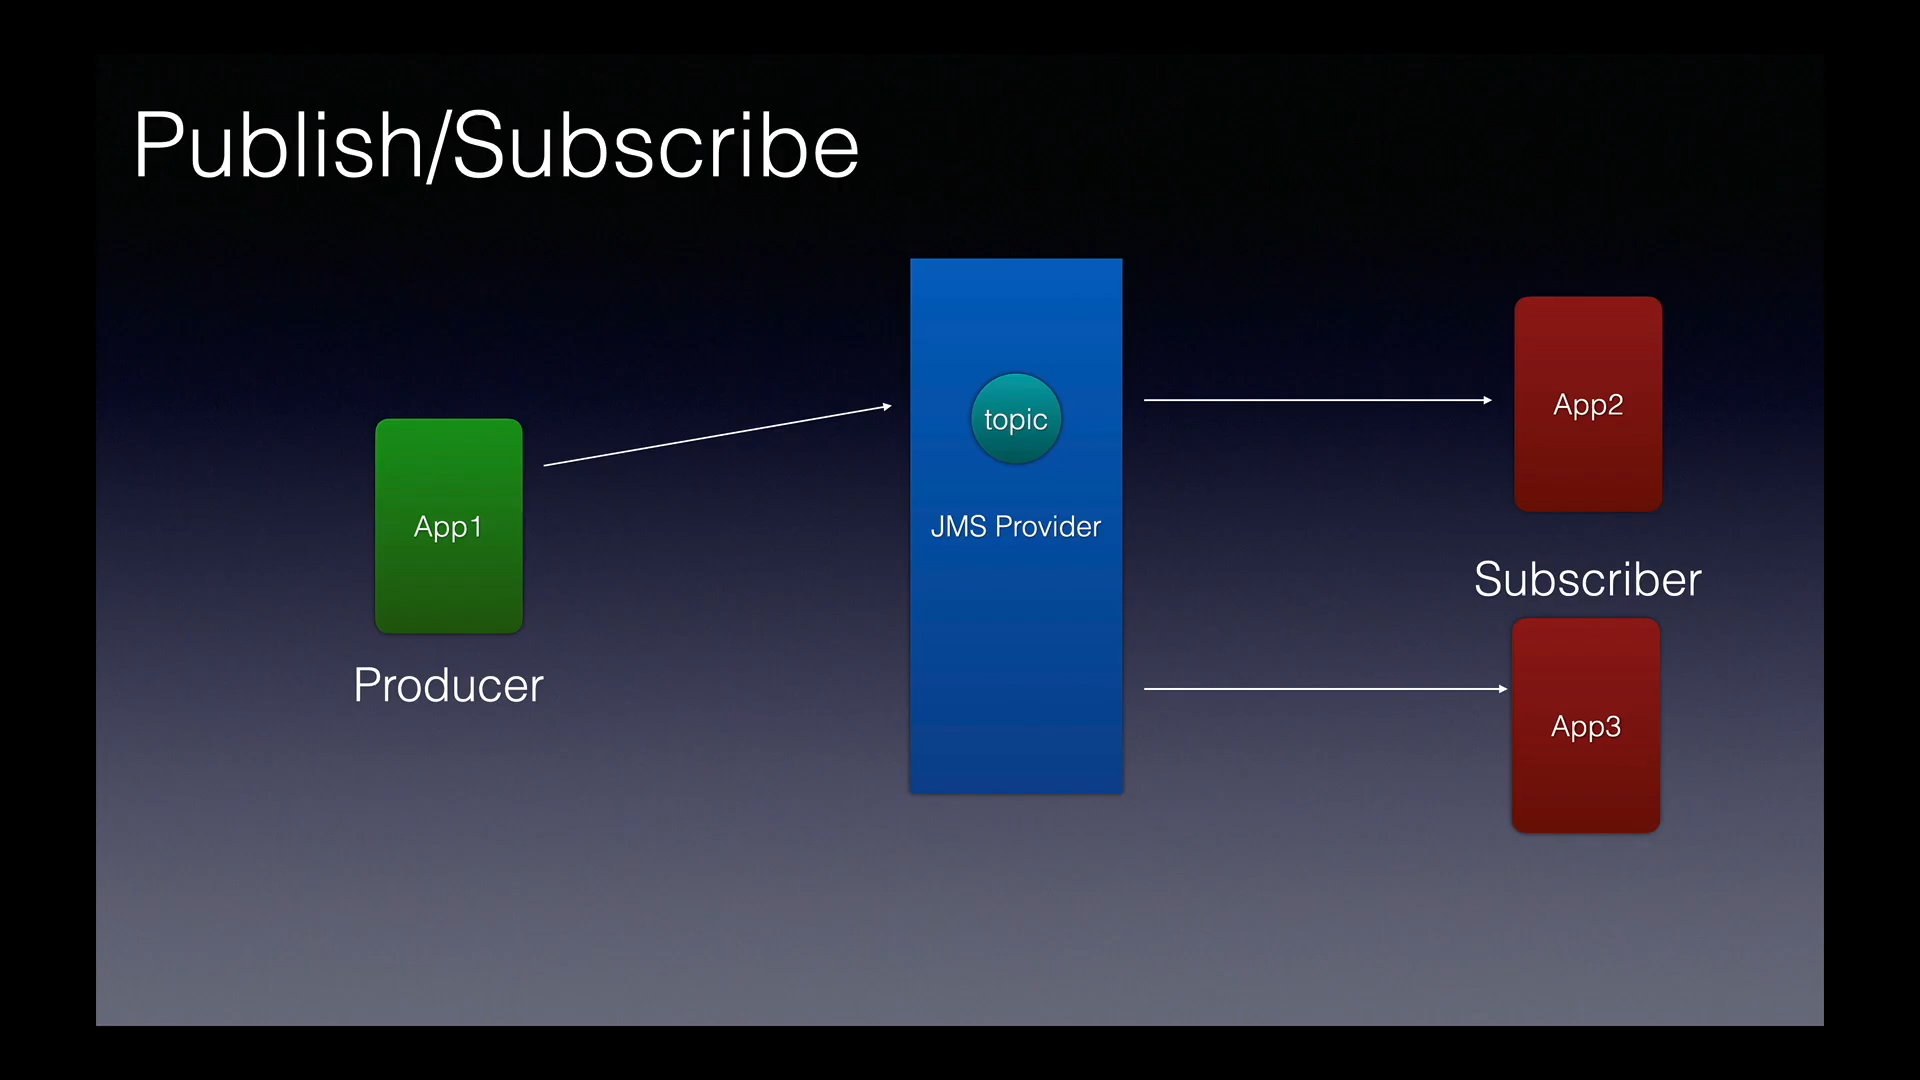 Publish/Subscribe
topic
JMS Provider
App1
Producer
App2
Subscriber
App3